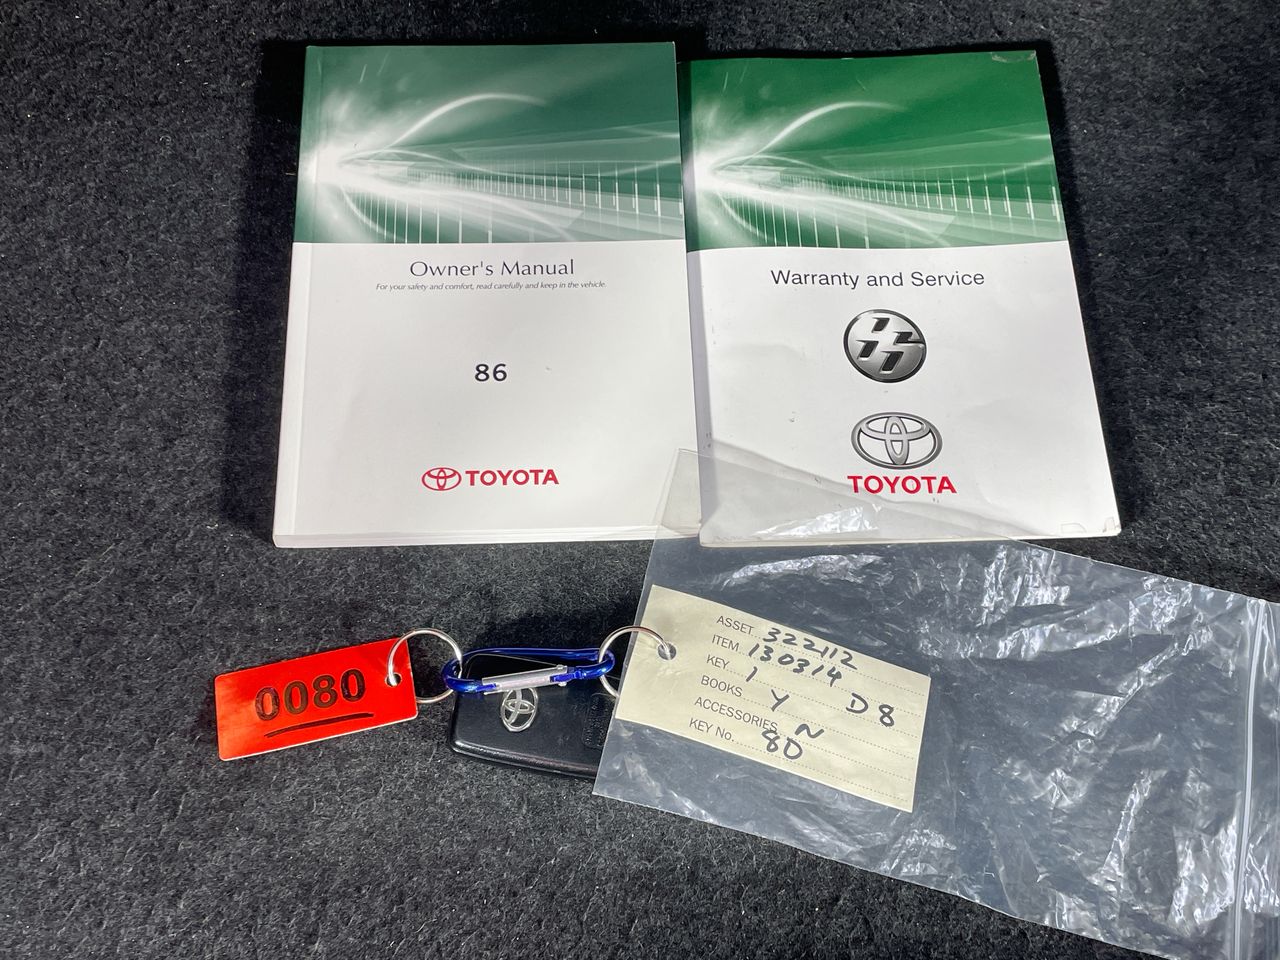 Owner's Manual
For your safety and comfort, read carefully and keep in the vehicle.
86
TOYOTA
Warranty and Service
TOYOTA
0080
ASSET 322112
ITEM 130314
KEY 1 D8
BOOKS Y
ACCESSORIES N
KEY No. 80